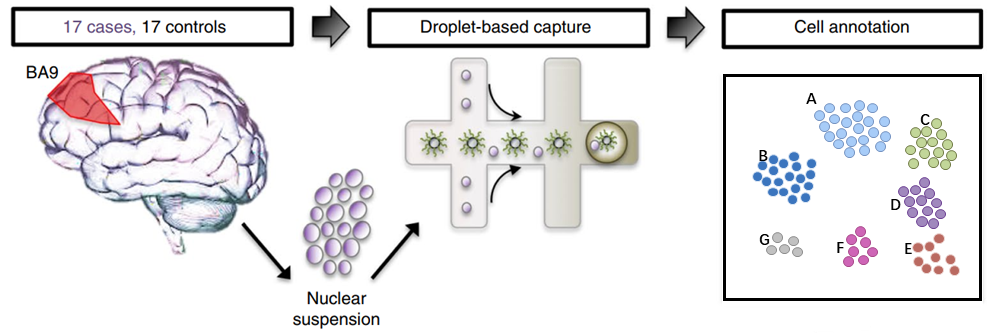 17 cases, 17 controls
Droplet-based capture
Cell annotation
BA9
Nuclear
suspension
A
B
C
D
E
F
G